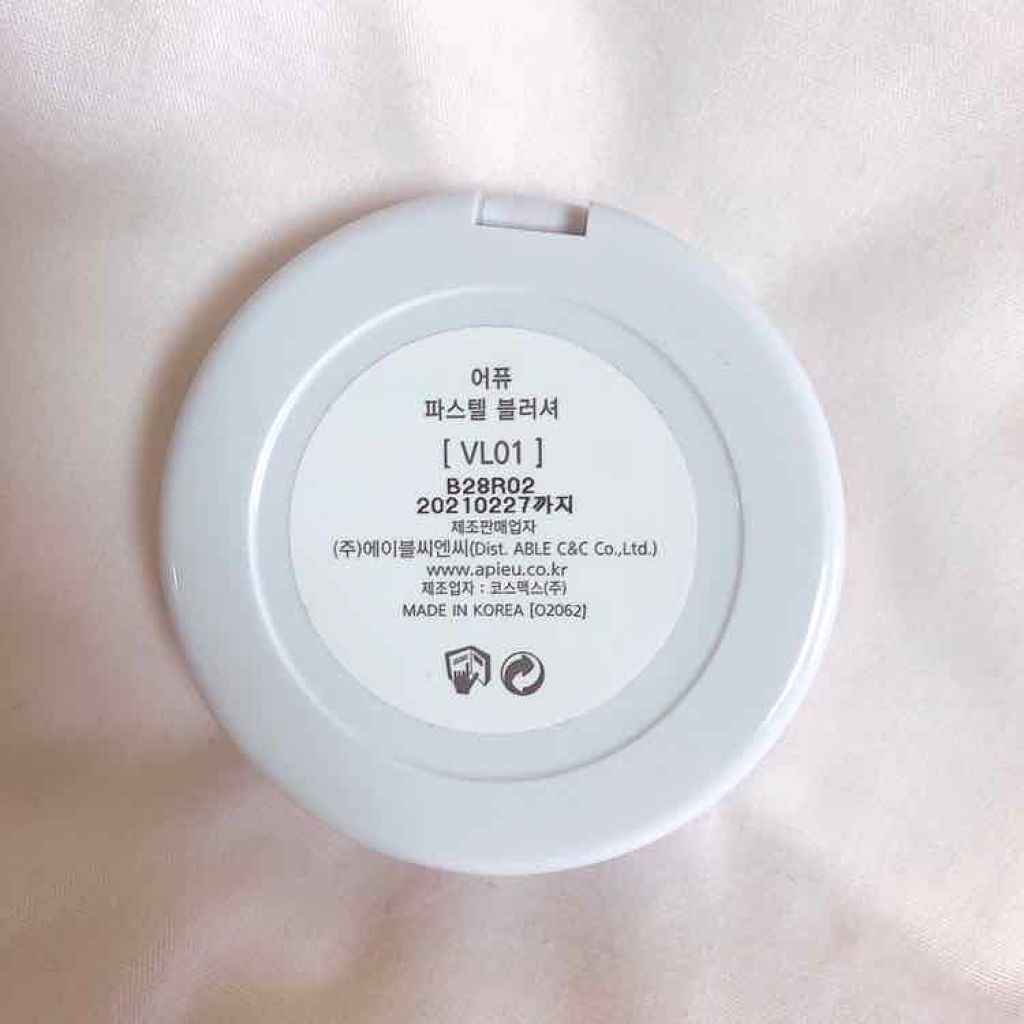 어퓨
파스텔 블러셔
[ VL01 ]
B28R02
20210227까지
제조판매업자
(주)에이블씨엔씨(Dist. ABLE C&C Co.,Ltd.)
www.apieu.co.kr
제조업자 : 코스맥스(주)
MADE IN KOREA [O2062]